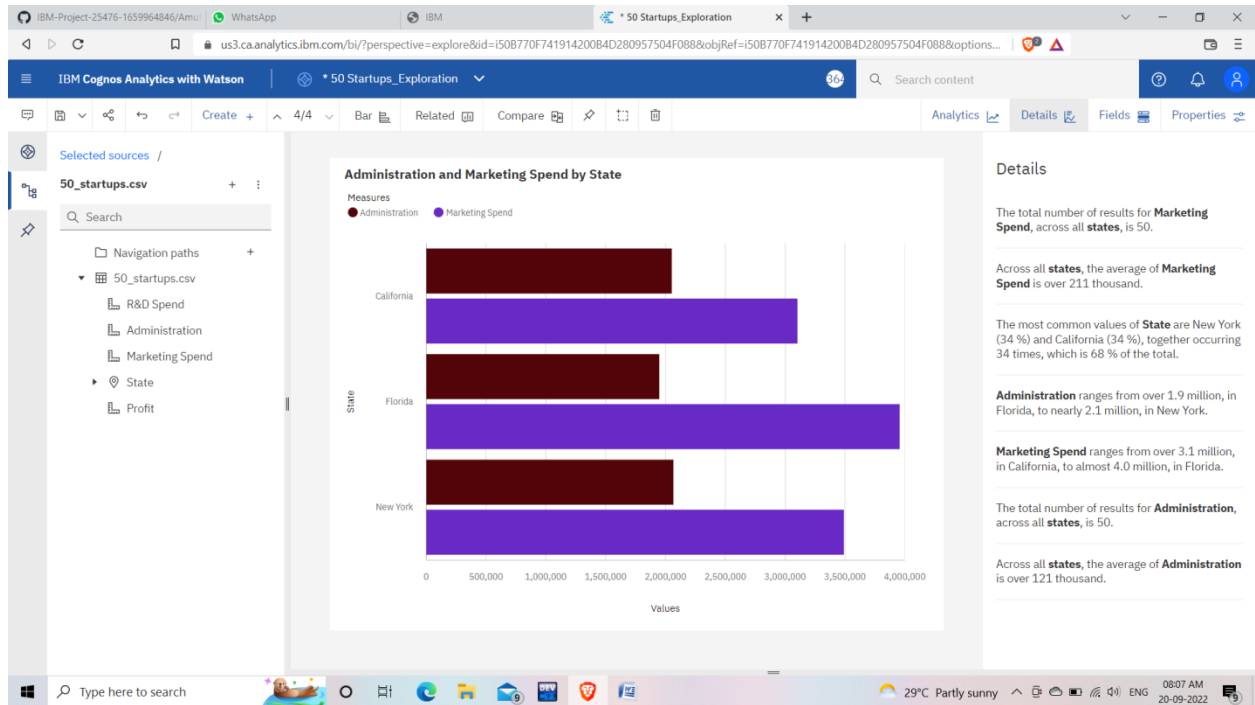 IBM-Project-25476-1659964846/Amu
WhatsApp
IBM
* 50 Startups_Exploration
us3.ca.analytics.ibm.com/bi/?perspective=explore&id=i50B770F741914200B4D280957504F088&objRef=i50B770F741914200B4D280957504F088&options...
IBM Cognos Analytics with Watson
* 50 Startups_Exploration
Search content
Create
4/4
Bar
Related
Compare
Analytics
Details
Fields
Properties
Selected sources /
50_startups.csv
Search
Navigation paths
50_startups.csv
R&D Spend
Administration
Marketing Spend
State
Profit
Administration and Marketing Spend by State
Measures
Administration Marketing Spend
State
California
Florida
New York
0 500,000 1,000,000 1,500,000 2,000,000 2,500,000 3,000,000 3,500,000 4,000,000
Values
Details
The total number of results for Marketing
Spend, across all states, is 50.
Across all states, the average of Marketing
Spend is over 211 thousand.
The most common values of State are New York
(34 %) and California (34 %), together occurring
34 times, which is 68 % of the total.
Administration ranges from over 1.9 million, in
Florida, to nearly 2.1 million, in New York.
Marketing Spend ranges from over 3.1 million,
in California, to almost 4.0 million, in Florida.
The total number of results for Administration,
across all states, is 50.
Across all states, the average of Administration
is over 121 thousand.
Type here to search
29°C Partly sunny
ENG
08:07 AM
20-09-2022